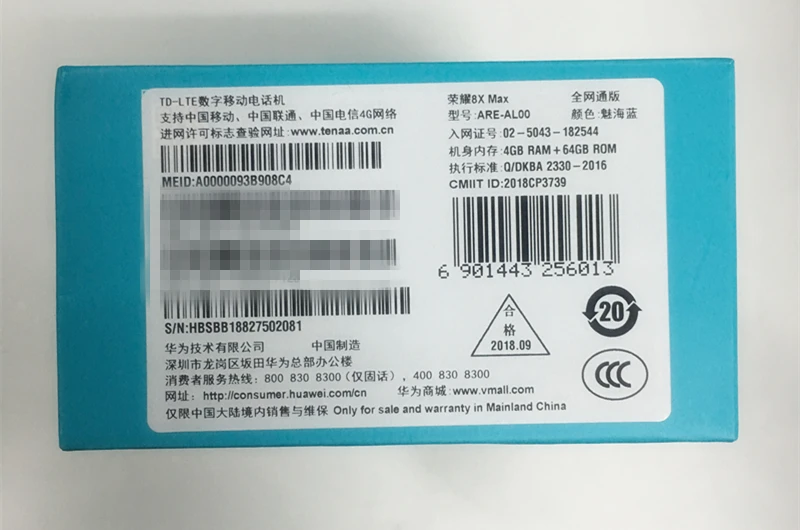 TD-LTE数字移动电话机
支持中国移动、中国联通、中国电信4G网络
进网许可标志查验网址:www.tenaa.com.cn
MEID:A0000093B908C4
S/N:HBSBB18827502081
华为技术有限公司 中国制造
深圳市龙岗区坂田华为总部办公楼
消费者服务热线: 800 830 8300 (仅固话) , 400 830 8300
网址: http://consumer.huawei.com/cn 华为商城:www.vmall.com
仅限中国大陆境内销售与维保 Only for sale and warranty in Mainland China
荣耀8X Max 全网通版
型号: ARE-AL00 颜色: 魅海蓝
入网证号: 02-5043-182544
机身内存: 4GB RAM+64GB ROM
执行标准: Q/DKBA 2330-2016
CMIIT ID:2018CP3739
6 901443 256013
合
格
2018.09
20
CCC